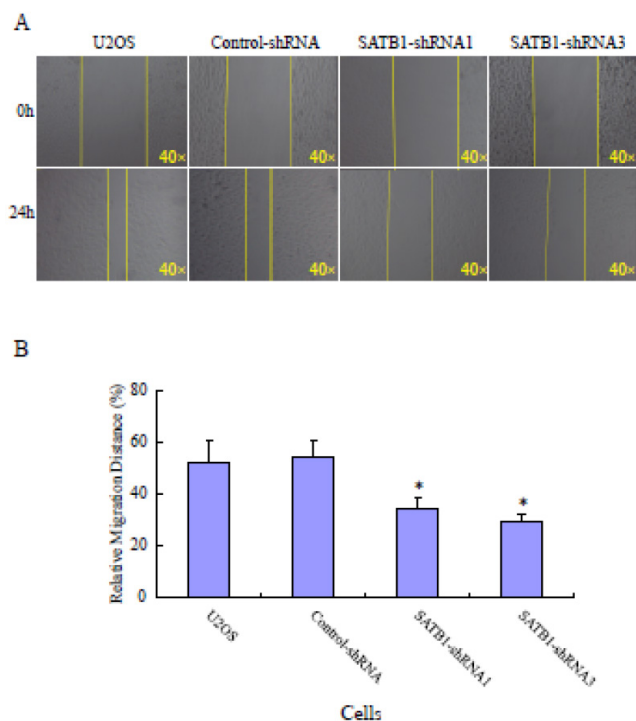 A
U2OS Control-shRNA SATB1-shRNA1 SATB1-shRNA3
0h
40× 40× 40× 40×
24h
40× 40× 40× 40×
B
Relative Migration Distance (%)
80
60
40
20
0
* *
U2OS Control-shRNA SATB1-shRNA1 SATB1-shRNA3
Cells